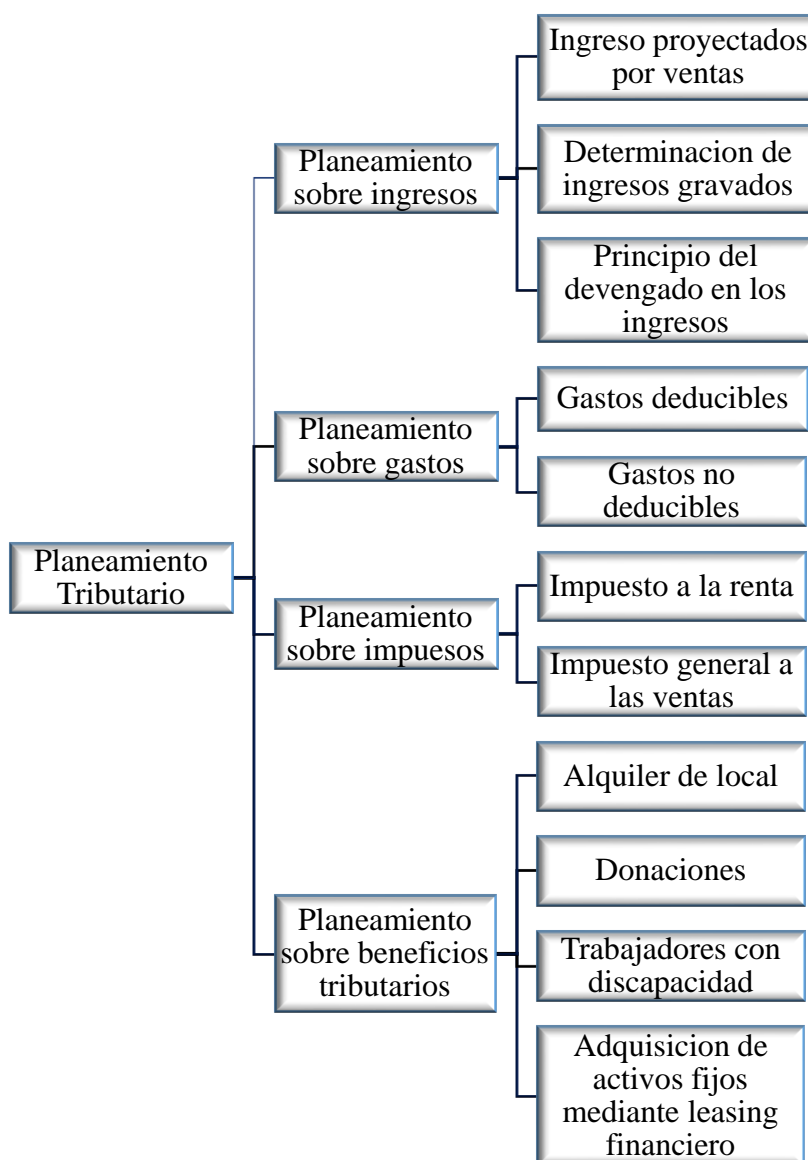 Planeamiento
Tributario
Planeamiento
sobre ingresos
Ingreso proyectados
por ventas
Determinacion de
ingresos gravados
Principio del
devengado en los
ingresos
Planeamiento
sobre gastos
Gastos deducibles
Gastos no
deducibles
Planeamiento
sobre impuesos
Impuesto a la renta
Impuesto general a
las ventas
Planeamiento
sobre beneficios
tributarios
Alquiler de local
Donaciones
Trabajadores con
discapacidad
Adquisicion de
activos fijos
mediante leasing
financiero